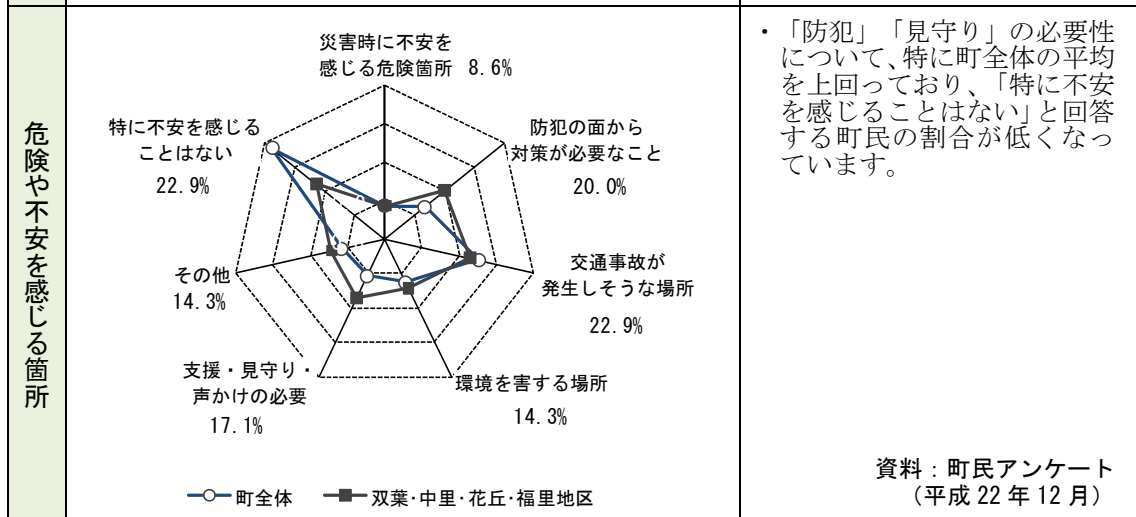 危険や不安を感じる箇所
災害時に不安を
感じる危険箇所 8.6%
防犯の面から
対策が必要なこと
20.0%
交通事故が
発生しそうな場所
22.9%
環境を害する場所
14.3%
支援・見守り・
声かけの必要
17.1%
その他
14.3%
特に不安を感じる
ことはない
22.9%
町全体
双葉･中里･花丘･福里地区
・「防犯」「見守り」の必要性
について、特に町全体の平均
を上回っており、「特に不安
を感じることはない」と回答
する町民の割合が低くなっ
ています。
資料：町民アンケート
（平成 22 年 12 月）